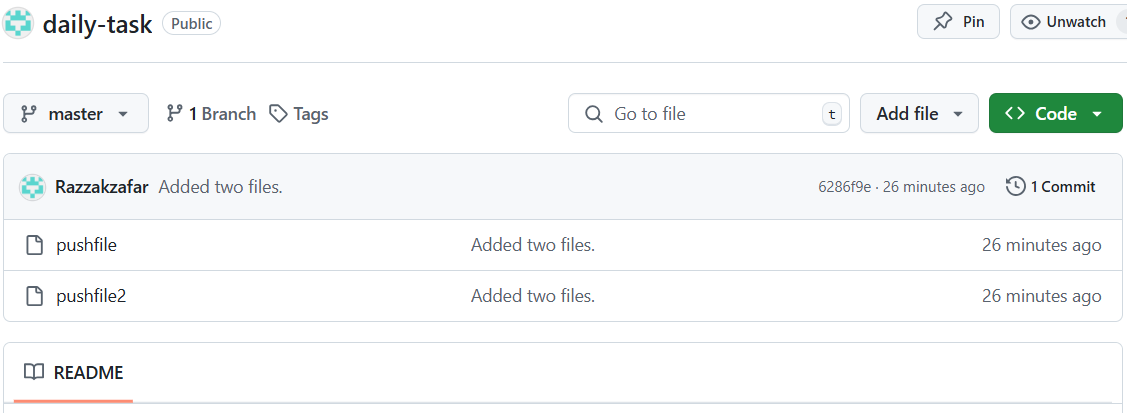 daily-task Public Pin Unwatch
master 1 Branch Tags Go to file t Add file Code
Razzakzafar Added two files. 6286f9e · 26 minutes ago 1 Commit
pushfile Added two files. 26 minutes ago
pushfile2 Added two files. 26 minutes ago
README